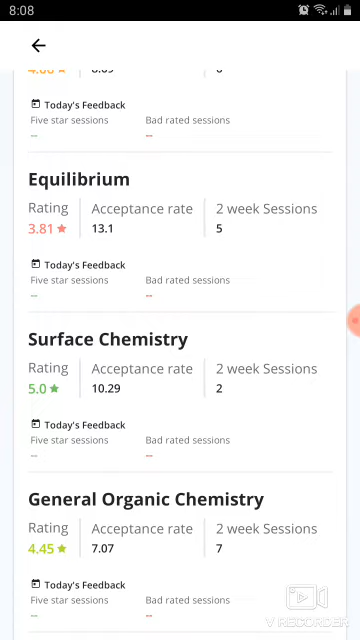 8:08
Today's Feedback
Five star sessions Bad rated sessions
-- --
Equilibrium
Rating Acceptance rate 2 week Sessions
3.81 13.1 5
Today's Feedback
Five star sessions Bad rated sessions
-- --
Surface Chemistry
Rating Acceptance rate 2 week Sessions
5.0 10.29 2
Today's Feedback
Five star sessions Bad rated sessions
-- --
General Organic Chemistry
Rating Acceptance rate 2 week Sessions
4.45 7.07 7
Today's Feedback
Five star sessions Bad rated sessions
-- --
V RECORDER